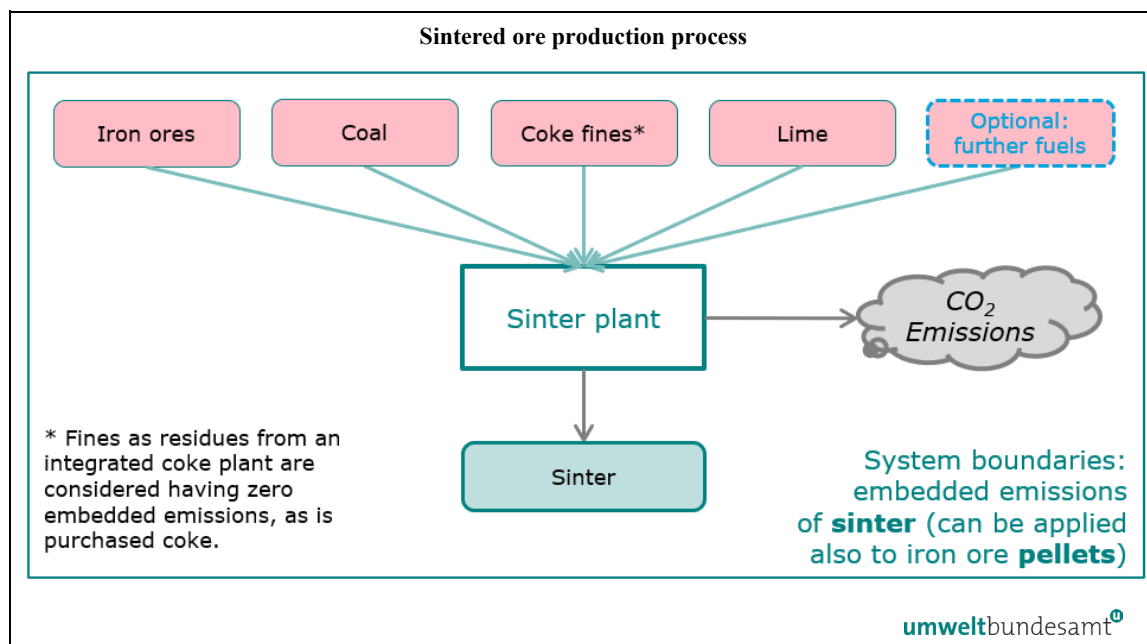 Sintered ore production process
Iron ores
Coal
Coke fines*
Lime
Optional:
further fuels
Sinter plant
CO2
Emissions
Sinter
* Fines as residues from an
integrated coke plant are
considered having zero
embedded emissions, as is
purchased coke.
System boundaries:
embedded emissions
of sinter (can be applied
also to iron ore pellets)
umweltbundesamt u